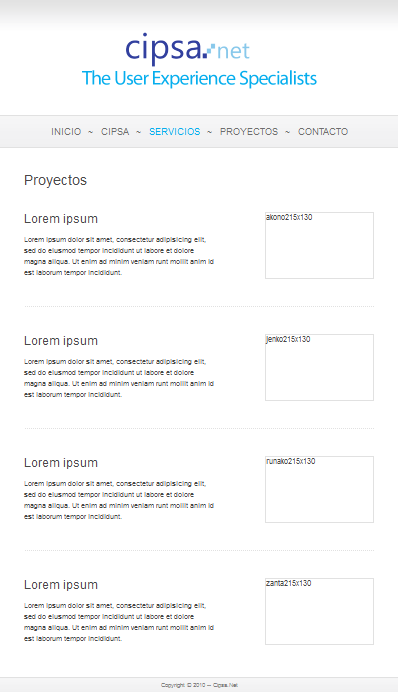 cipsa.net
The User Experience Specialists
INICIO ~ CIPSA ~ SERVICIOS ~ PROYECTOS ~ CONTACTO
Proyectos
Lorem ipsum
Lorem ipsum dolor sit amet, consectetur adipisicing elit,
sed do eiusmod tempor incididunt ut labore et dolore
magna aliqua. Ut enim ad minim veniam runt mollit anim id
est laborum tempor incididunt.
akono215x130
Lorem ipsum
Lorem ipsum dolor sit amet, consectetur adipisicing elit,
sed do eiusmod tempor incididunt ut labore et dolore
magna aliqua. Ut enim ad minim veniam runt mollit anim id
est laborum tempor incididunt.
jenko215x130
Lorem ipsum
Lorem ipsum dolor sit amet, consectetur adipisicing elit,
sed do eiusmod tempor incididunt ut labore et dolore
magna aliqua. Ut enim ad minim veniam runt mollit anim id
est laborum tempor incididunt.
runako215x130
Lorem ipsum
Lorem ipsum dolor sit amet, consectetur adipisicing elit,
sed do eiusmod tempor incididunt ut labore et dolore
magna aliqua. Ut enim ad minim veniam runt mollit anim id
est laborum tempor incididunt.
zanta215x130
Copyright © 2010 — Cipsa.Net